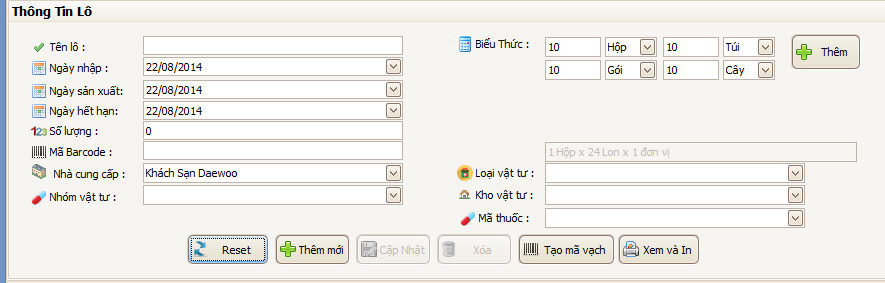 Thông Tin Lô
Tên lô :
Ngày nhập : 22/08/2014
Ngày sản xuất: 22/08/2014
Ngày hết hạn: 22/08/2014
123 Số lượng : 0
Mã Barcode :
Nhà cung cấp : Khách Sạn Daewoo
Nhóm vật tư :
Biểu Thức : 10 Hộp 10 Túi Thêm
10 Gói 10 Cây
1 Hộp x 24 Lon x 1 đơn vị
Loại vật tư :
Kho vật tư :
Mã thuốc :
Reset Thêm mới Cập Nhật Xóa Tạo mã vạch Xem và In